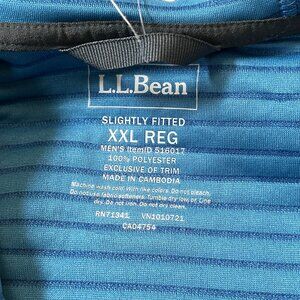 L.L.Bean
SLIGHTLY FITTED
XXL REG
MEN'S ItemID 516017
100% POLYESTER
EXCLUSIVE OF TRIM
MADE IN CAMBODIA
Machine wash cold with like colors. Do not bleach.
Do not use fabric softeners. Tumble dry low, or Line
dry. Do not iron. Do not dry clean.
RN71341 VN1010721
CA04754